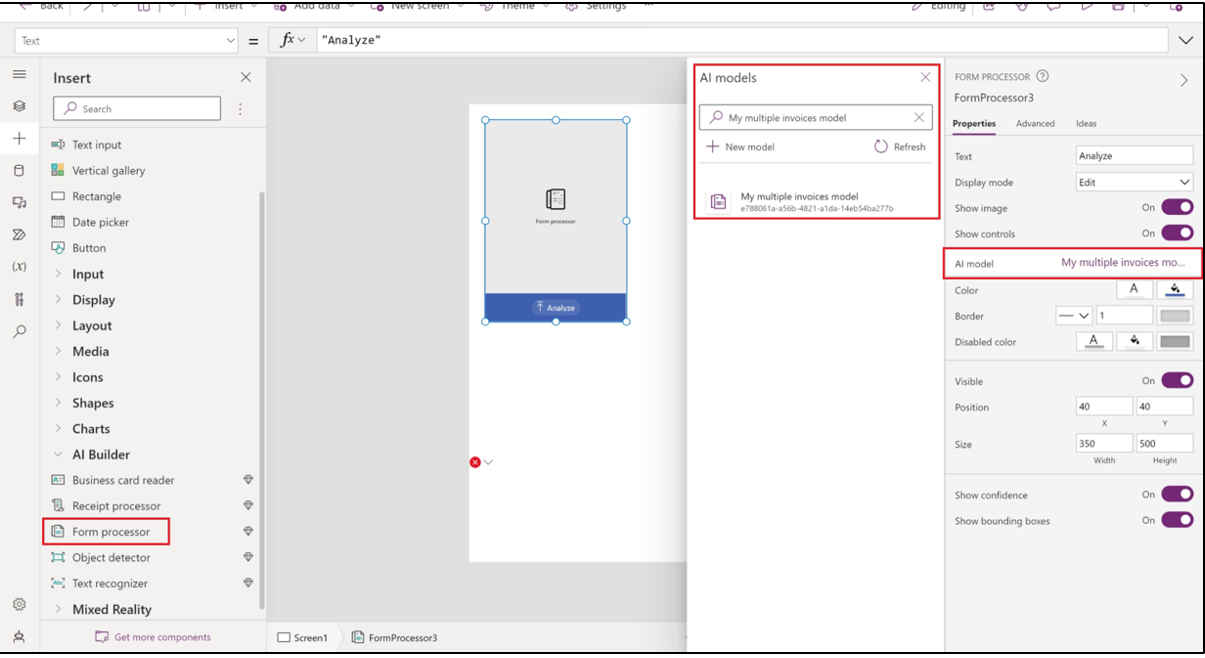 Back
Insert
Add data
New screen
Theme
Settings
Editing
Text
=
fx
"Analyze"
Insert
Search
Text input
Vertical gallery
Rectangle
Date picker
Button
Input
Display
Layout
Media
Icons
Shapes
Charts
AI Builder
Business card reader
Receipt processor
Form processor
Object detector
Text recognizer
Mixed Reality
Get more components
Form processor
Analyze
Screen1
FormProcessor3
AI models
My multiple invoices model
New model
Refresh
My multiple invoices model
e788061a-a56b-4821-a1da-14eb54ba277b
FORM PROCESSOR
FormProcessor3
Properties Advanced Ideas
Text Analyze
Display mode Edit
Show image On
Show controls On
AI model My multiple invoices mo...
Color A
Border 1
Disabled color A
Visible On
Position 40 40
X Y
Size 350 500
Width Height
Show confidence On
Show bounding boxes On